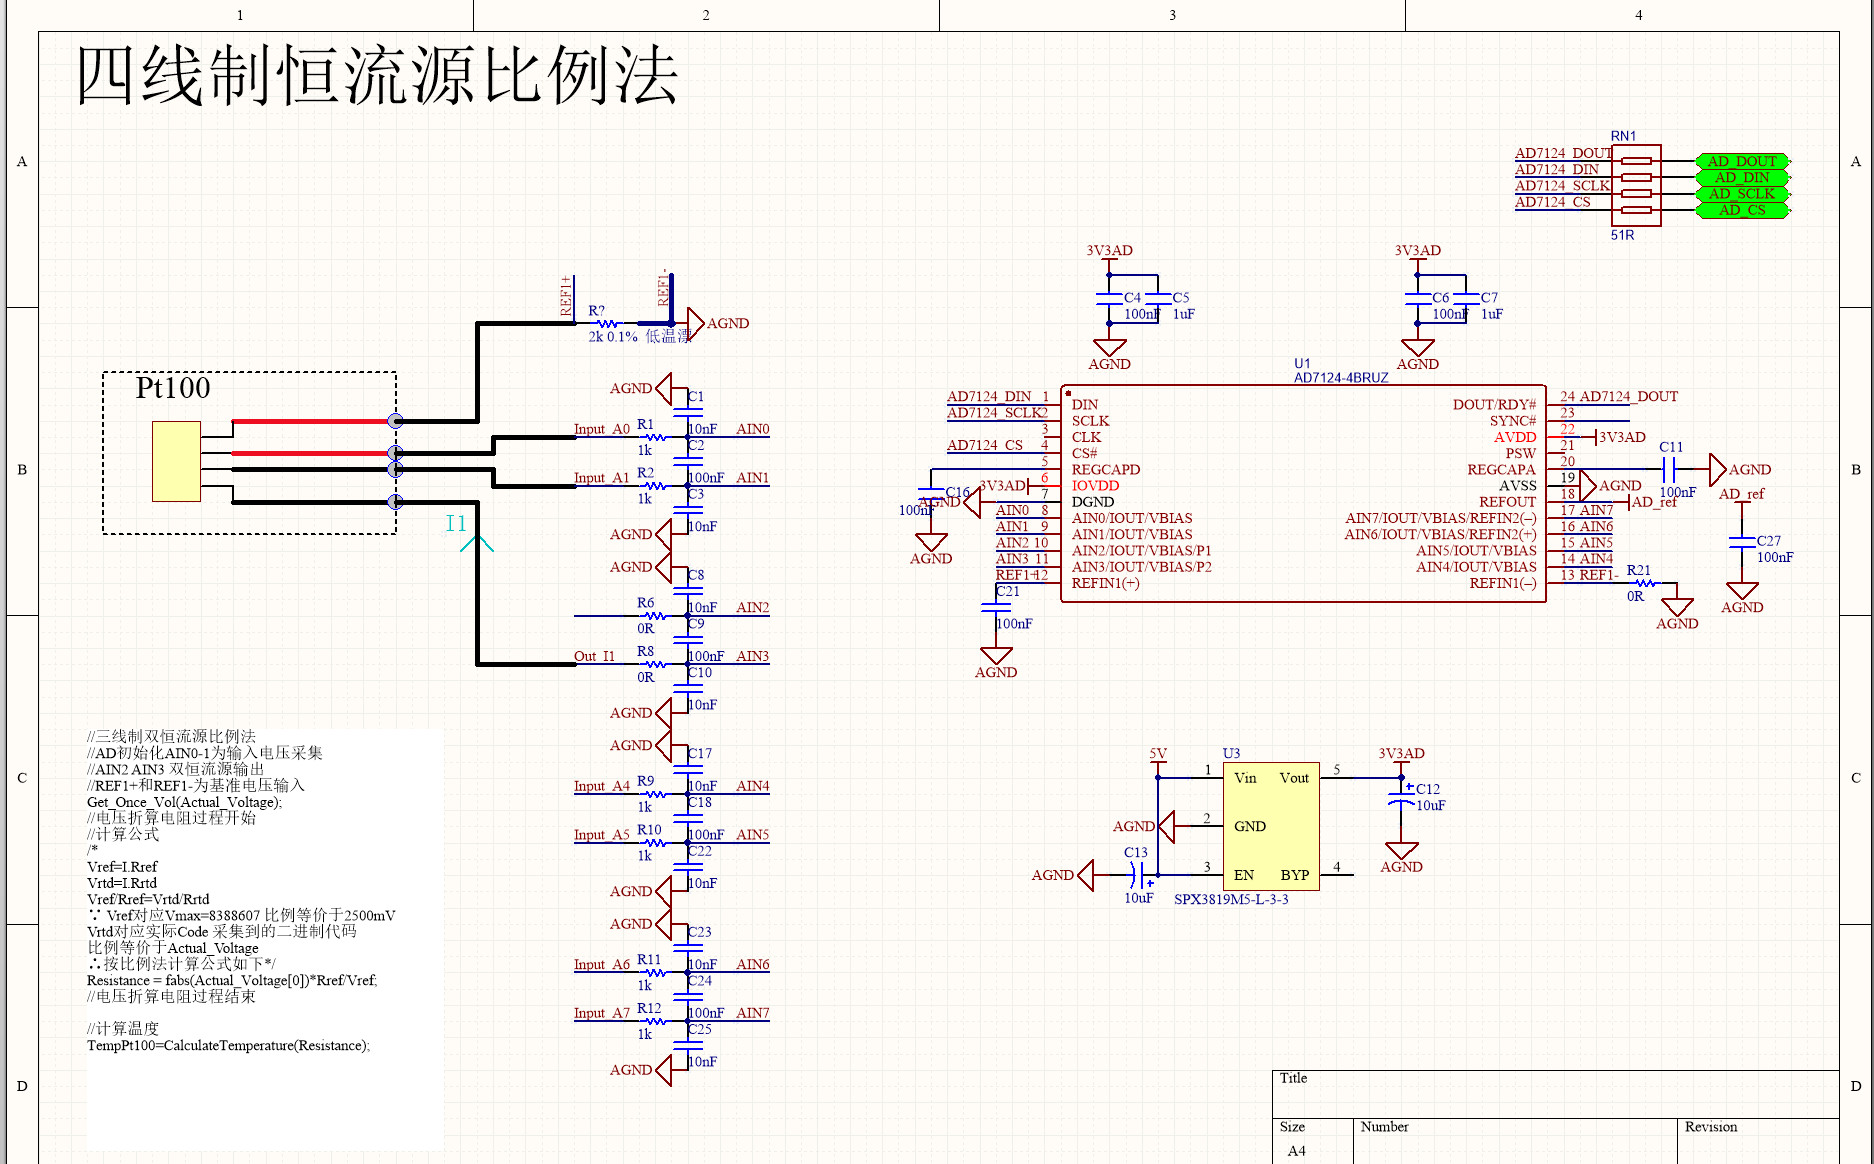 1 2 3 4
四线制恒流源比例法
A A
RN1
AD7124_DOUT AD_DOUT
AD7124_DIN AD_DIN
AD7124_SCLK AD_SCLK
AD7124_CS AD_CS
51R
3V3AD 3V3AD
C4 C5 C6 C7
100nF 1uF 100nF 1uF
AGND AGND
REF1+ REF1-
R?
AGND
2k 0.1% 低温漂
Pt100
I1
AGND C1
Input_A0 R1 10nF AIN0
1k C2
Input_A1 R2 100nF AIN1
1k C3
10nF
AGND
AGND C8
R6 10nF AIN2
0R C9
Out_I1 R8 100nF AIN3
0R C10
10nF
AGND
AGND C17
Input_A4 R9 10nF AIN4
1k C18
Input_A5 R10 100nF AIN5
1k C22
10nF
AGND
AGND C23
Input_A6 R11 10nF AIN6
1k C24
Input_A7 R12 100nF AIN7
1k C25
10nF
AGND
U1
AD7124-4BRUZ
AD7124_DIN 1 DIN DOUT/RDY# 24 AD7124_DOUT
AD7124_SCLK 2 SCLK SYNC# 23
3 CLK AVDD 22 3V3AD
AD7124_CS 4 CS# PSW 21
5 REGCAPD REGCAPA 20 C11 100nF AGND
3V3AD 6 IOVDD AVSS 19 AGND
AGND 7 DGND REFOUT 18 AD_ref
AIN0 8 AIN0/IOUT/VBIAS AIN7/IOUT/VBIAS/REFIN2(–) 17 AIN7
AIN1 9 AIN1/IOUT/VBIAS AIN6/IOUT/VBIAS/REFIN2(+) 16 AIN6
AIN2 10 AIN2/IOUT/VBIAS/P1 AIN5/IOUT/VBIAS 15 AIN5
AIN3 11 AIN3/IOUT/VBIAS/P2 AIN4/IOUT/VBIAS 14 AIN4
REF1+ 12 REFIN1(+) REFIN1(–) 13 REF1-
C16
100nF
AGND
C21
100nF
AGND
R21
0R
AGND
AD_ref
C27
100nF
AGND
B B
5V U3 3V3AD
1 Vin Vout 5
C12
10uF
AGND 2 GND
AGND
C13
AGND 3 EN BYP 4
10uF
SPX3819M5-L-3-3
C C
//三线制双恒流源比例法
//AD初始化AIN0-1为输入电压采集
//AIN2 AIN3 双恒流源输出
//REF1+和REF1-为基准电压输入
Get_Once_Vol(Actual_Voltage);
//电压折算电阻过程开始
//计算公式
/*
Vref=I.Rref
Vrtd=I.Rrtd
Vref/Rref=Vrtd/Rrtd
∵ Vref对应Vmax=8388607 比例等价于2500mV
Vrtd对应实际Code 采集到的二进制代码
比例等价于Actual_Voltage
∴按比例法计算公式如下*/
Resistance = fabs(Actual_Voltage[0])*Rref/Vref;
//电压折算电阻过程结束
//计算温度
TempPt100=CalculateTemperature(Resistance);
D D
Title
Size Number Revision
A4